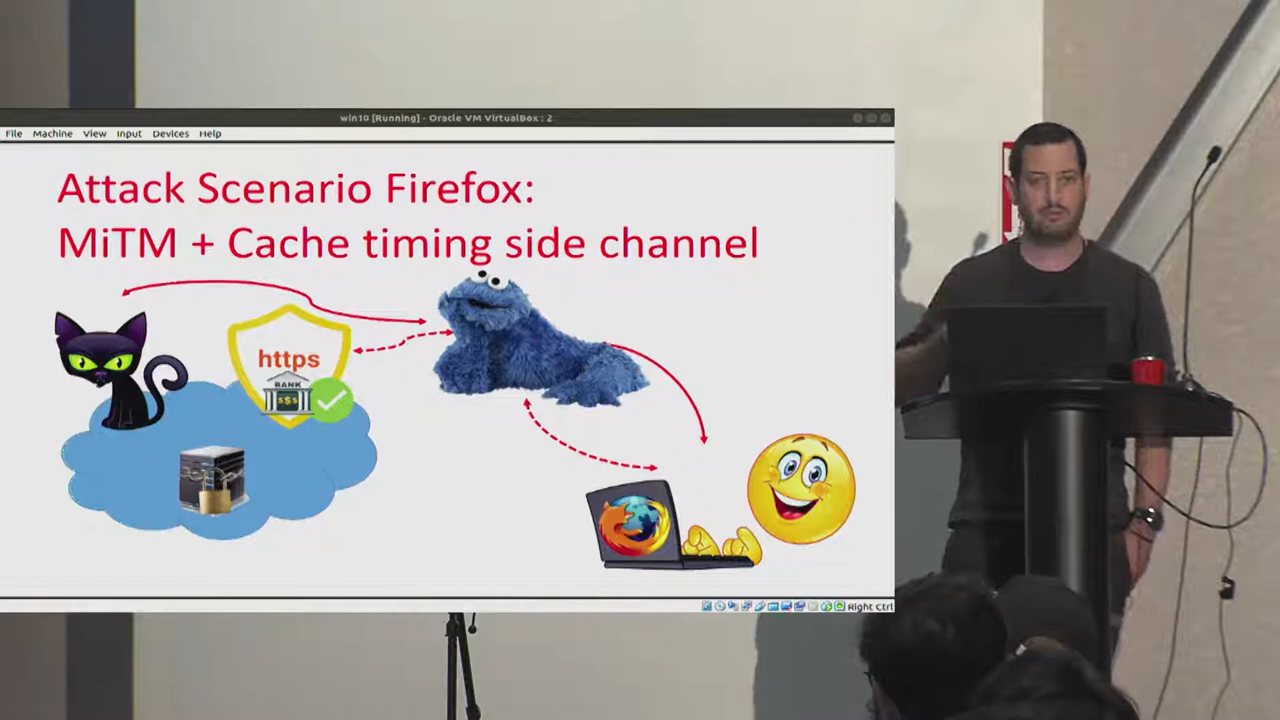 win10 [Running] - Oracle VM VirtualBox : 2
File Machine View Input Devices Help
Attack Scenario Firefox:
MiTM + Cache timing side channel
https
BANK
$$$
Right Ctrl